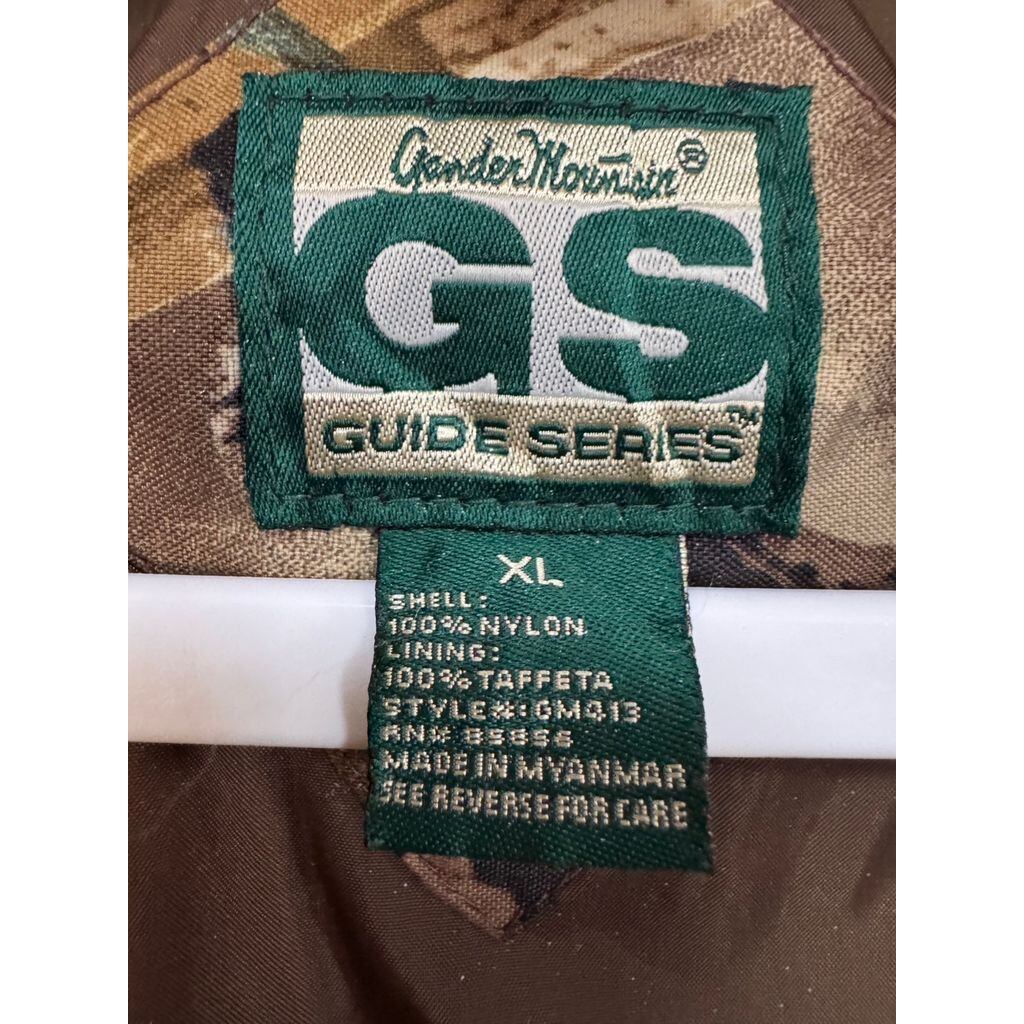 Gander Mountain®
GS
GUIDE SERIES™
XL
SHELL:
100% NYLON
LINING:
100% TAFFETA
STYLE#:GM413
RN#
MADE IN MYANMAR
SEE REVERSE FOR CARE